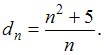 dₙ = (n² + 5)/n.